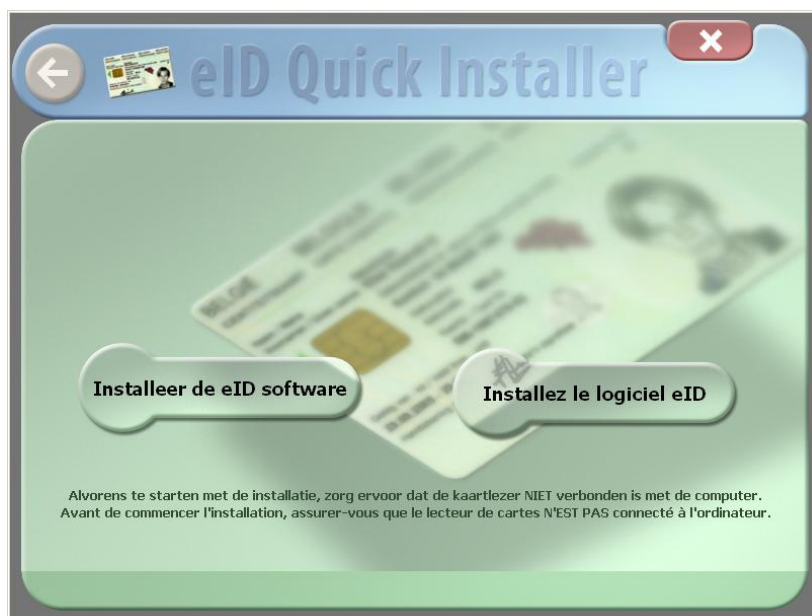 eID Quick Installer
BELGIE
Installeer de eID software
Installez le logiciel eID
Alvorens te starten met de installatie, zorg ervoor dat de kaartlezer NIET verbonden is met de computer.
Avant de commencer l'installation, assurer-vous que le lecteur de cartes N'EST PAS connecté à l'ordinateur.